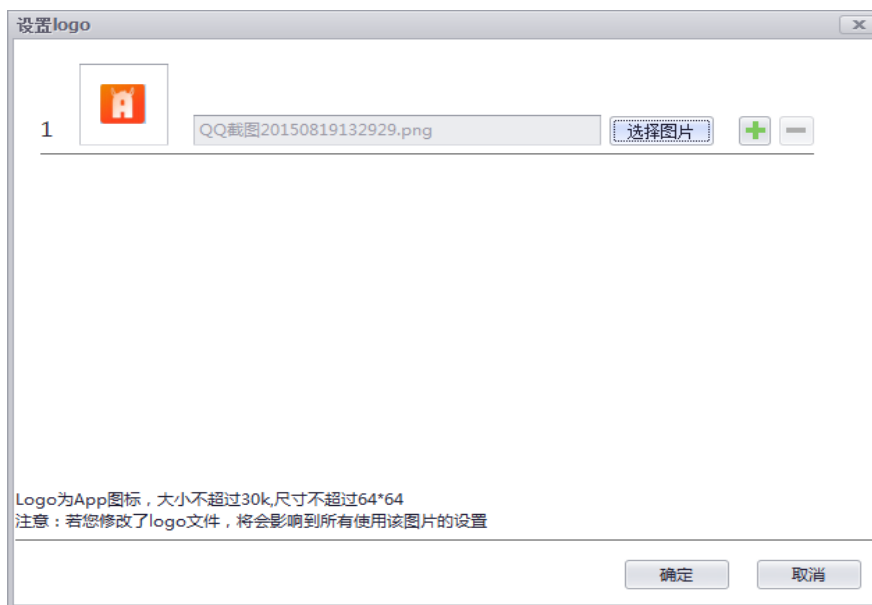 设置logo
1
QQ截图20150819132929.png
选择图片
Logo为App图标，大小不超过30k,尺寸不超过64*64
注意：若您修改了logo文件，将会影响到所有使用该图片的设置
确定
取消